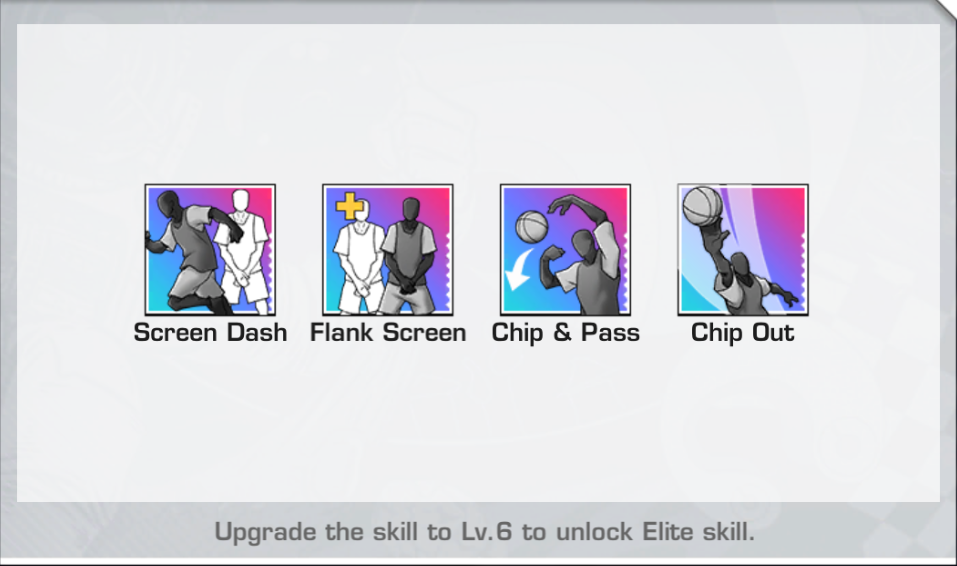 Screen Dash Flank Screen Chip & Pass Chip Out
Upgrade the skill to Lv.6 to unlock Elite skill.